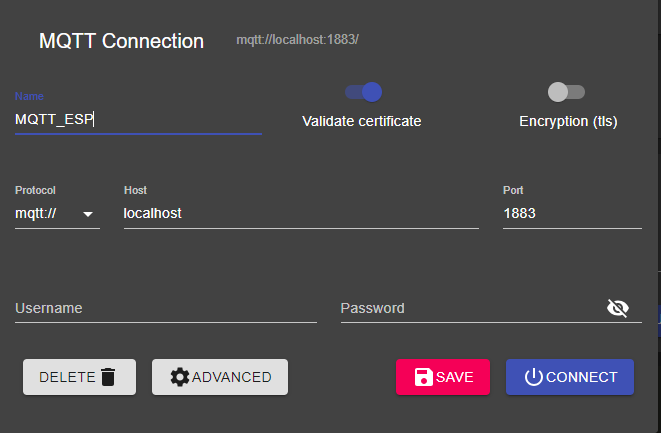 MQTT Connection mqtt://localhost:1883/
Name
MQTT_ESP
Validate certificate Encryption (tls)
Protocol Host Port
mqtt:// localhost 1883
Username Password
DELETE ADVANCED SAVE CONNECT